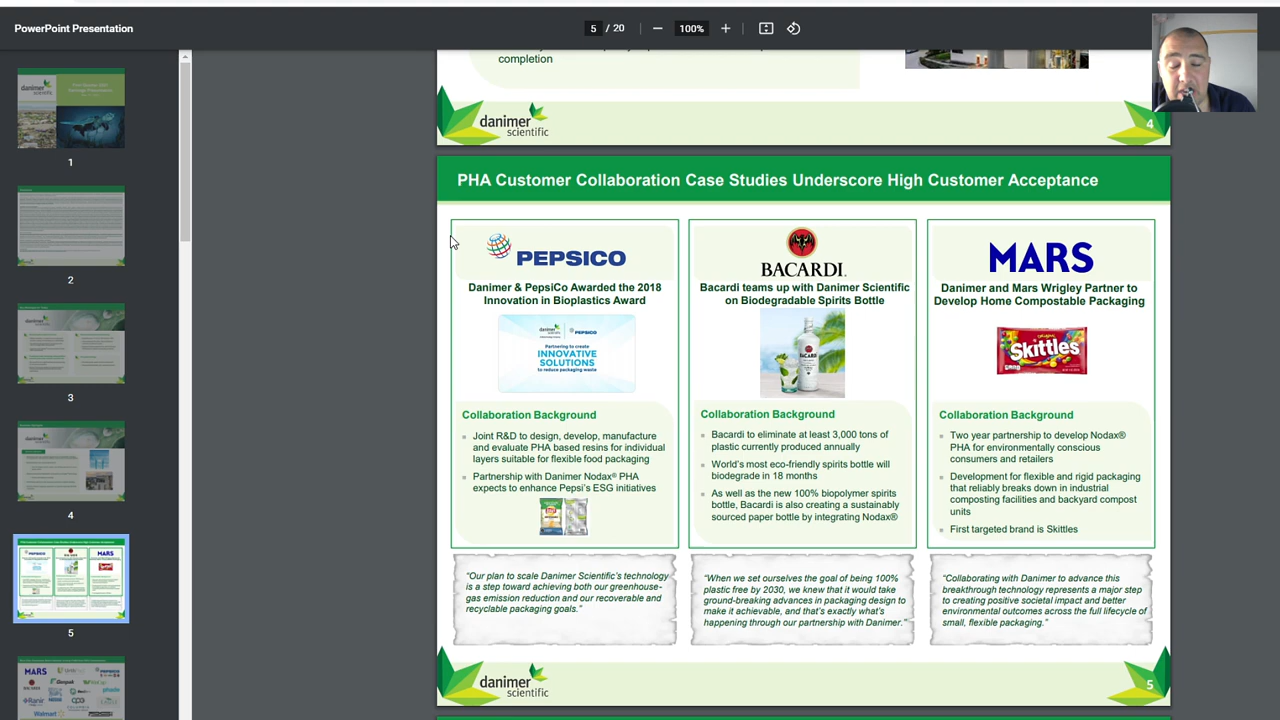 PowerPoint Presentation
5 / 20
100%
completion
danimer
scientific
4
PHA Customer Collaboration Case Studies Underscore High Customer Acceptance
PEPSICO
Danimer & PepsiCo Awarded the 2018
Innovation in Bioplastics Award
danimer
scientific
PEPSICO
Partnering to create
INNOVATIVE
SOLUTIONS
to reduce packaging waste
Collaboration Background
Joint R&D to design, develop, manufacture
and evaluate PHA based resins for individual
layers suitable for flexible food packaging
Partnership with Danimer Nodax® PHA
expects to enhance Pepsi's ESG initiatives
"Our plan to scale Danimer Scientific's technology
is a step toward achieving both our greenhouse-
gas emission reduction and our recoverable and
recyclable packaging goals."
BACARDI.
Bacardi teams up with Danimer Scientific
on Biodegradable Spirits Bottle
BACARDI
Collaboration Background
Bacardi to eliminate at least 3,000 tons of
plastic currently produced annually
World's most eco-friendly spirits bottle will
biodegrade in 18 months
As well as the new 100% biopolymer spirits
bottle, Bacardi is also creating a sustainably
sourced paper bottle by integrating Nodax®
"When we set ourselves the goal of being 100%
plastic free by 2030, we knew that it would take
ground-breaking advances in packaging design to
make it achievable, and that's exactly what's
happening through our partnership with Danimer."
MARS
Danimer and Mars Wrigley Partner to
Develop Home Compostable Packaging
Skittles
Collaboration Background
Two year partnership to develop Nodax®
PHA for environmentally conscious
consumers and retailers
Development for flexible and rigid packaging
that reliably breaks down in industrial
composting facilities and backyard compost
units
First targeted brand is Skittles
"Collaborating with Danimer to advance this
breakthrough technology represents a major step
to creating positive societal impact and better
environmental outcomes across the full lifecycle of
small, flexible packaging."
danimer
scientific
5
1
2
3
4
5
MARS
PEPSICO
Walmart